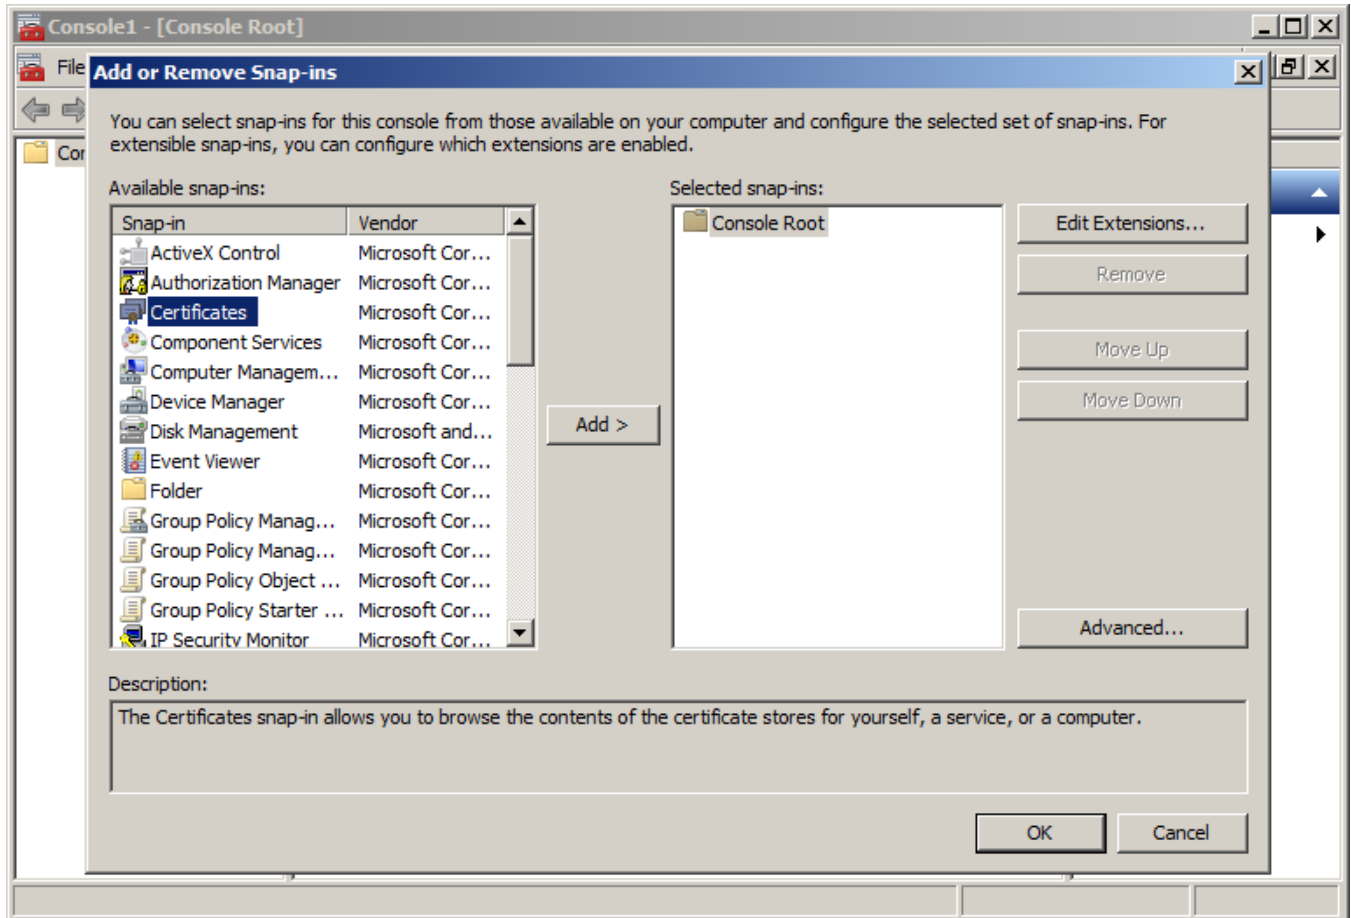 Console1 - [Console Root]
File
Add or Remove Snap-ins
You can select snap-ins for this console from those available on your computer and configure the selected set of snap-ins. For
extensible snap-ins, you can configure which extensions are enabled.
Con
Available snap-ins:
Selected snap-ins:
Snap-in Vendor
ActiveX Control Microsoft Cor...
Authorization Manager Microsoft Cor...
Certificates Microsoft Cor...
Component Services Microsoft Cor...
Computer Managem... Microsoft Cor...
Device Manager Microsoft Cor...
Disk Management Microsoft and...
Event Viewer Microsoft Cor...
Folder Microsoft Cor...
Group Policy Manag... Microsoft Cor...
Group Policy Manag... Microsoft Cor...
Group Policy Object ... Microsoft Cor...
Group Policy Starter ... Microsoft Cor...
IP Security Monitor Microsoft Cor...
Add >
Console Root
Edit Extensions...
Remove
Move Up
Move Down
Advanced...
Description:
The Certificates snap-in allows you to browse the contents of the certificate stores for yourself, a service, or a computer.
OK
Cancel